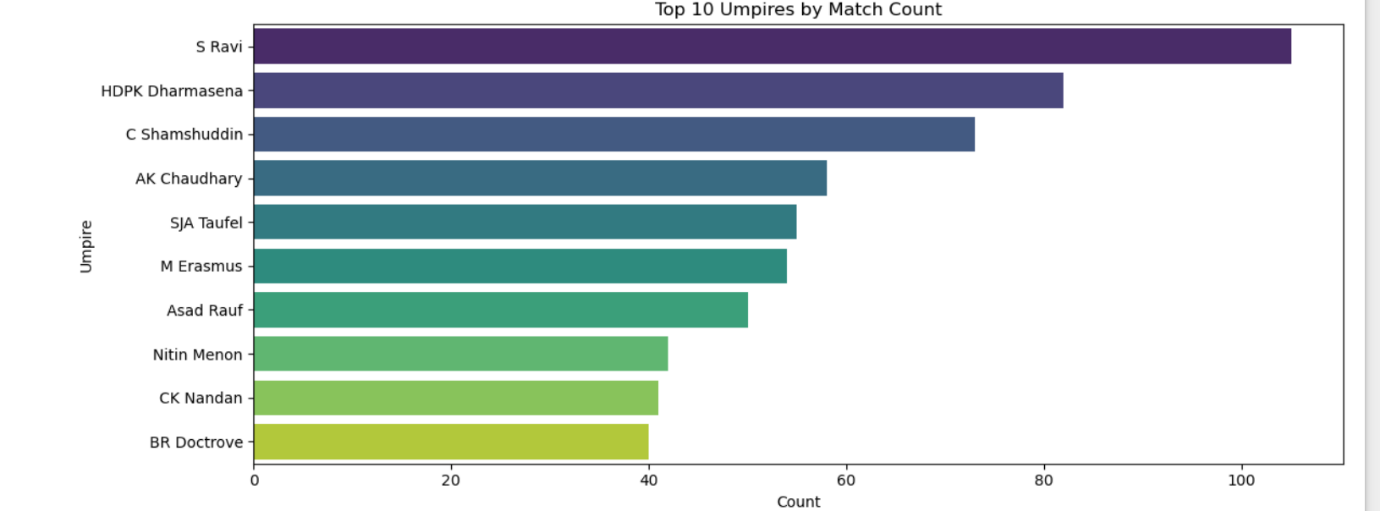 Top 10 Umpires by Match Count
S Ravi
HDPK Dharmasena
C Shamshuddin
AK Chaudhary
SJA Taufel
M Erasmus
Asad Rauf
Nitin Menon
CK Nandan
BR Doctrove
Umpire
0 20 40 60 80 100
Count